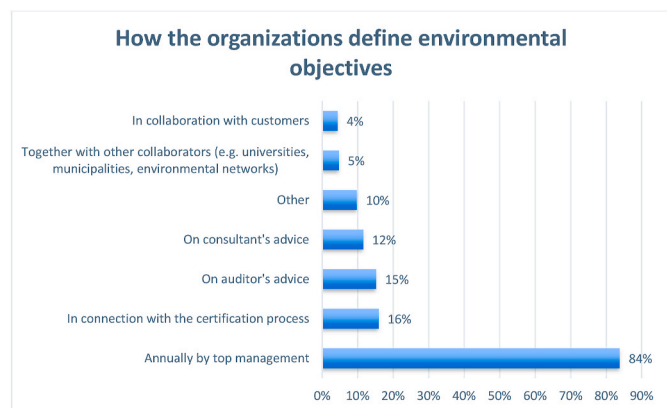 How the organizations define environmental
objectives
In collaboration with customers
4%
Together with other collaborators (e.g. universities,
municipalities, environmental networks)
5%
Other
10%
On consultant's advice
12%
On auditor's advice
15%
In connection with the certification process
16%
Annually by top management
84%
0% 10% 20% 30% 40% 50% 60% 70% 80% 90%